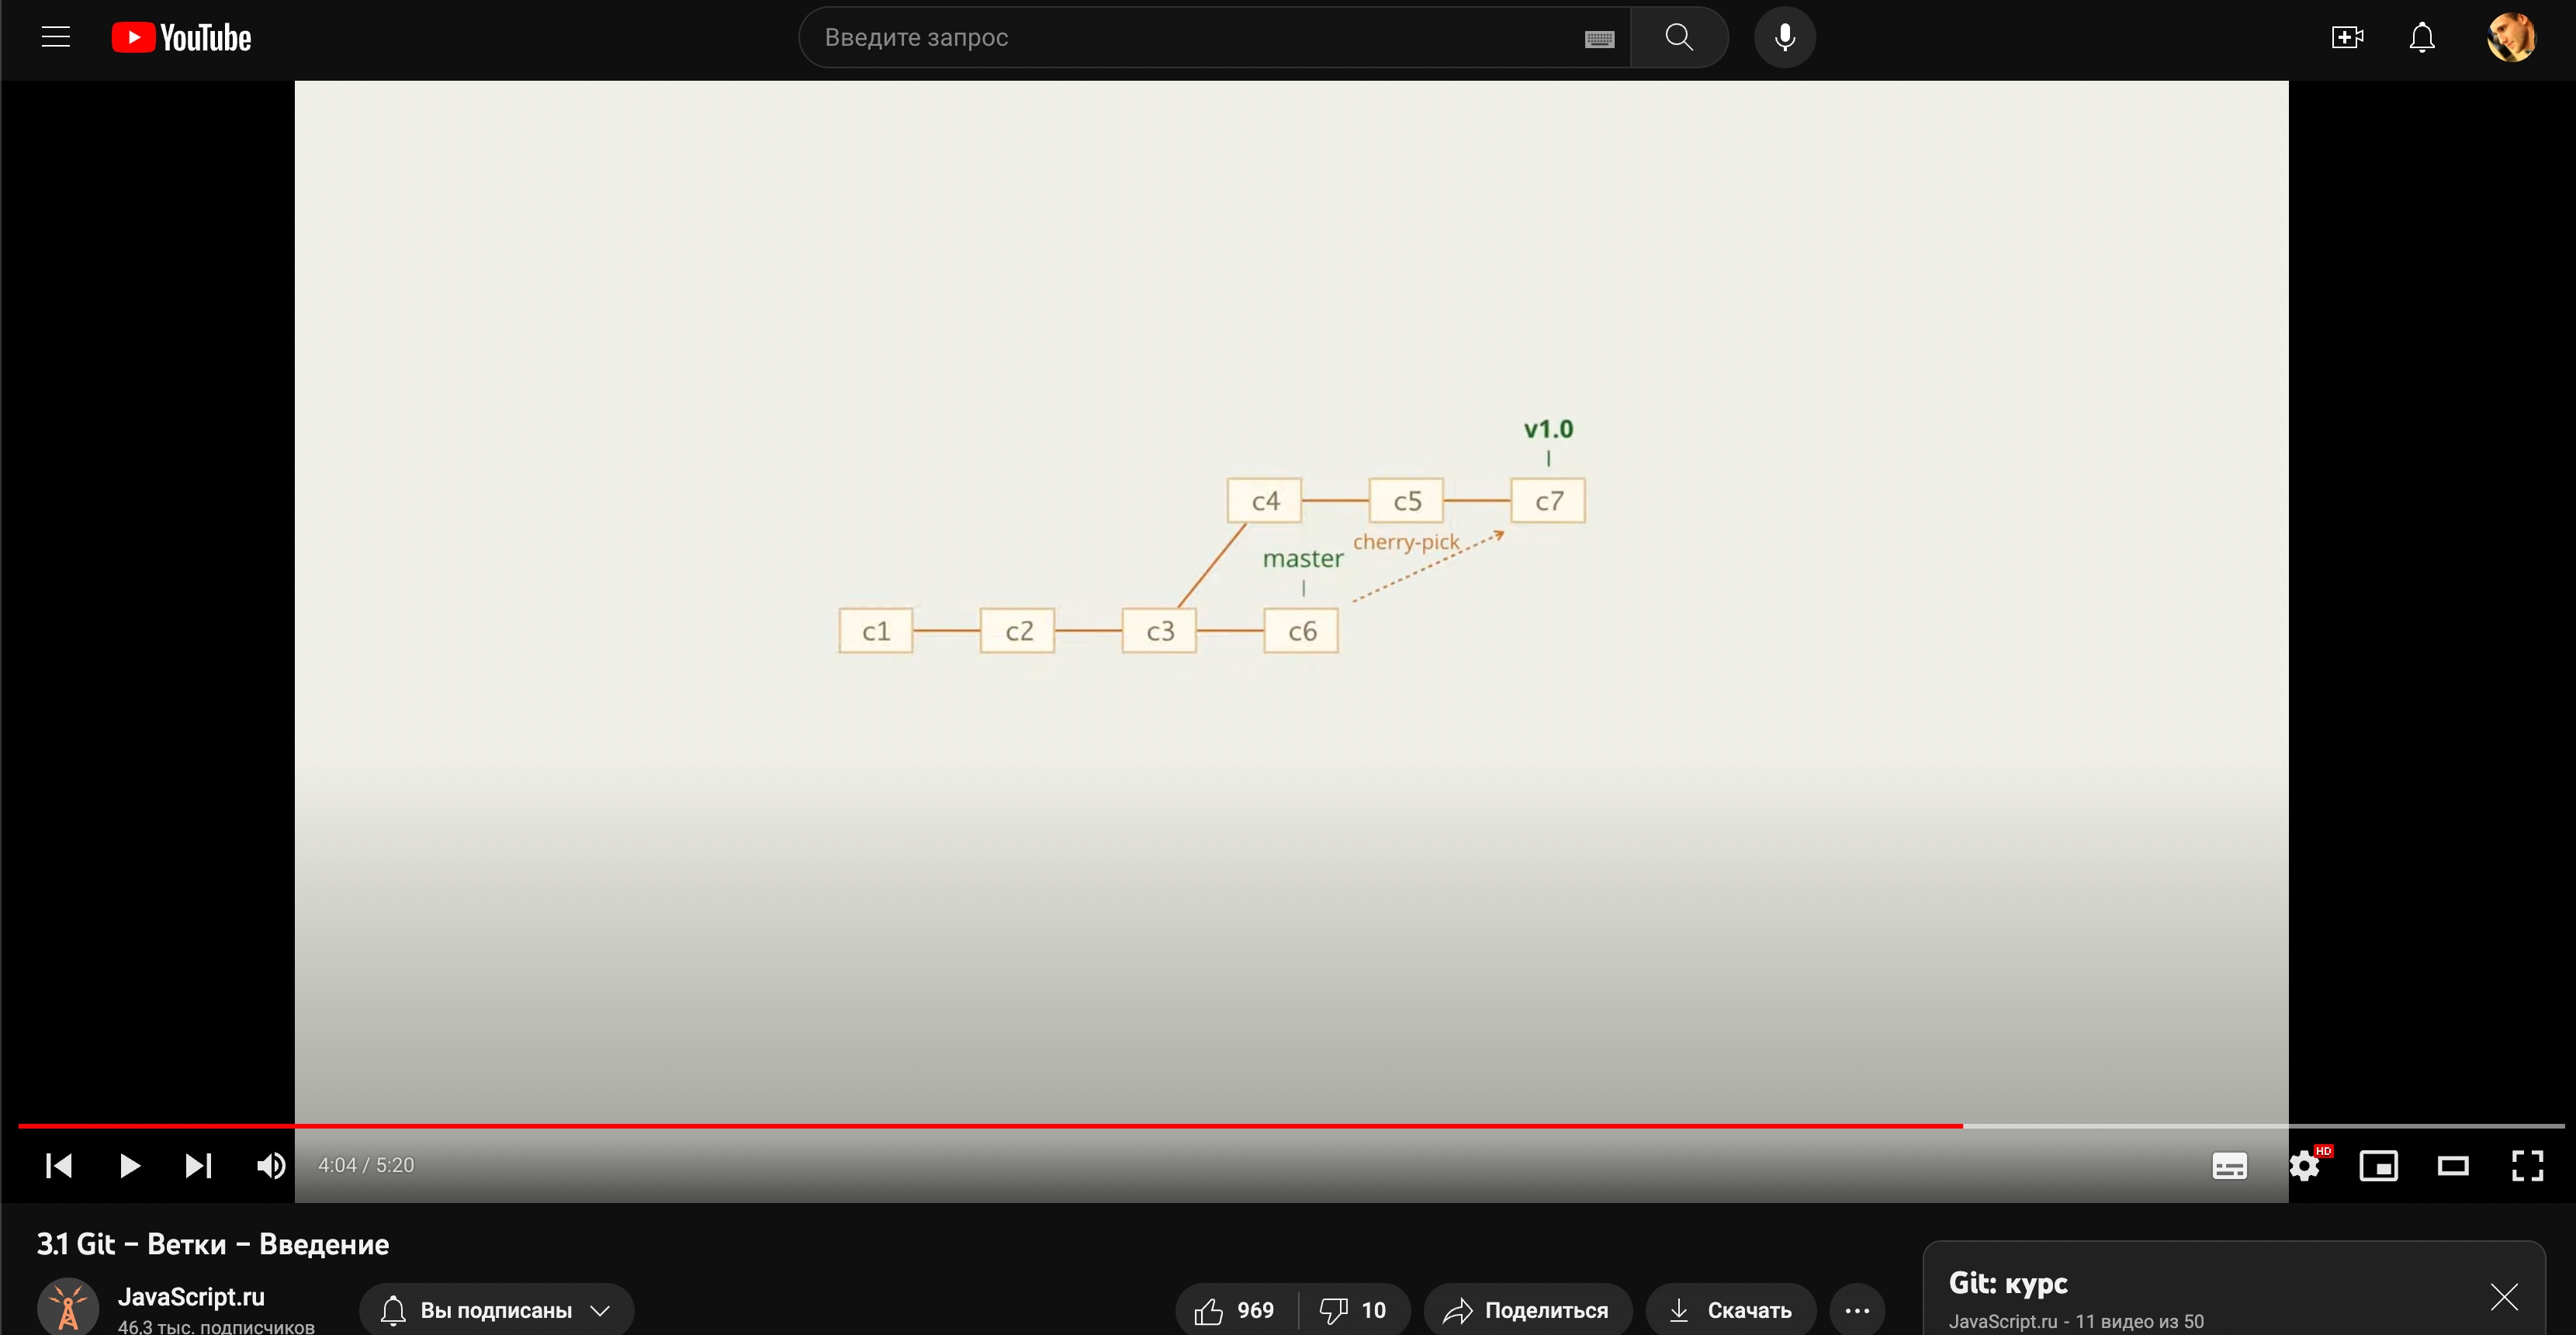 YouTube
Введите запрос
v1.0
c4 c5 c7
cherry-pick
master
c1 c2 c3 c6
4:04 / 5:20
HD
3.1 Git – Ветки – Введение
JavaScript.ru
46,3 тыс. подписчиков
Вы подписаны
969
10
Поделиться
Скачать
Git: курс
JavaScript.ru - 11 видео из 50